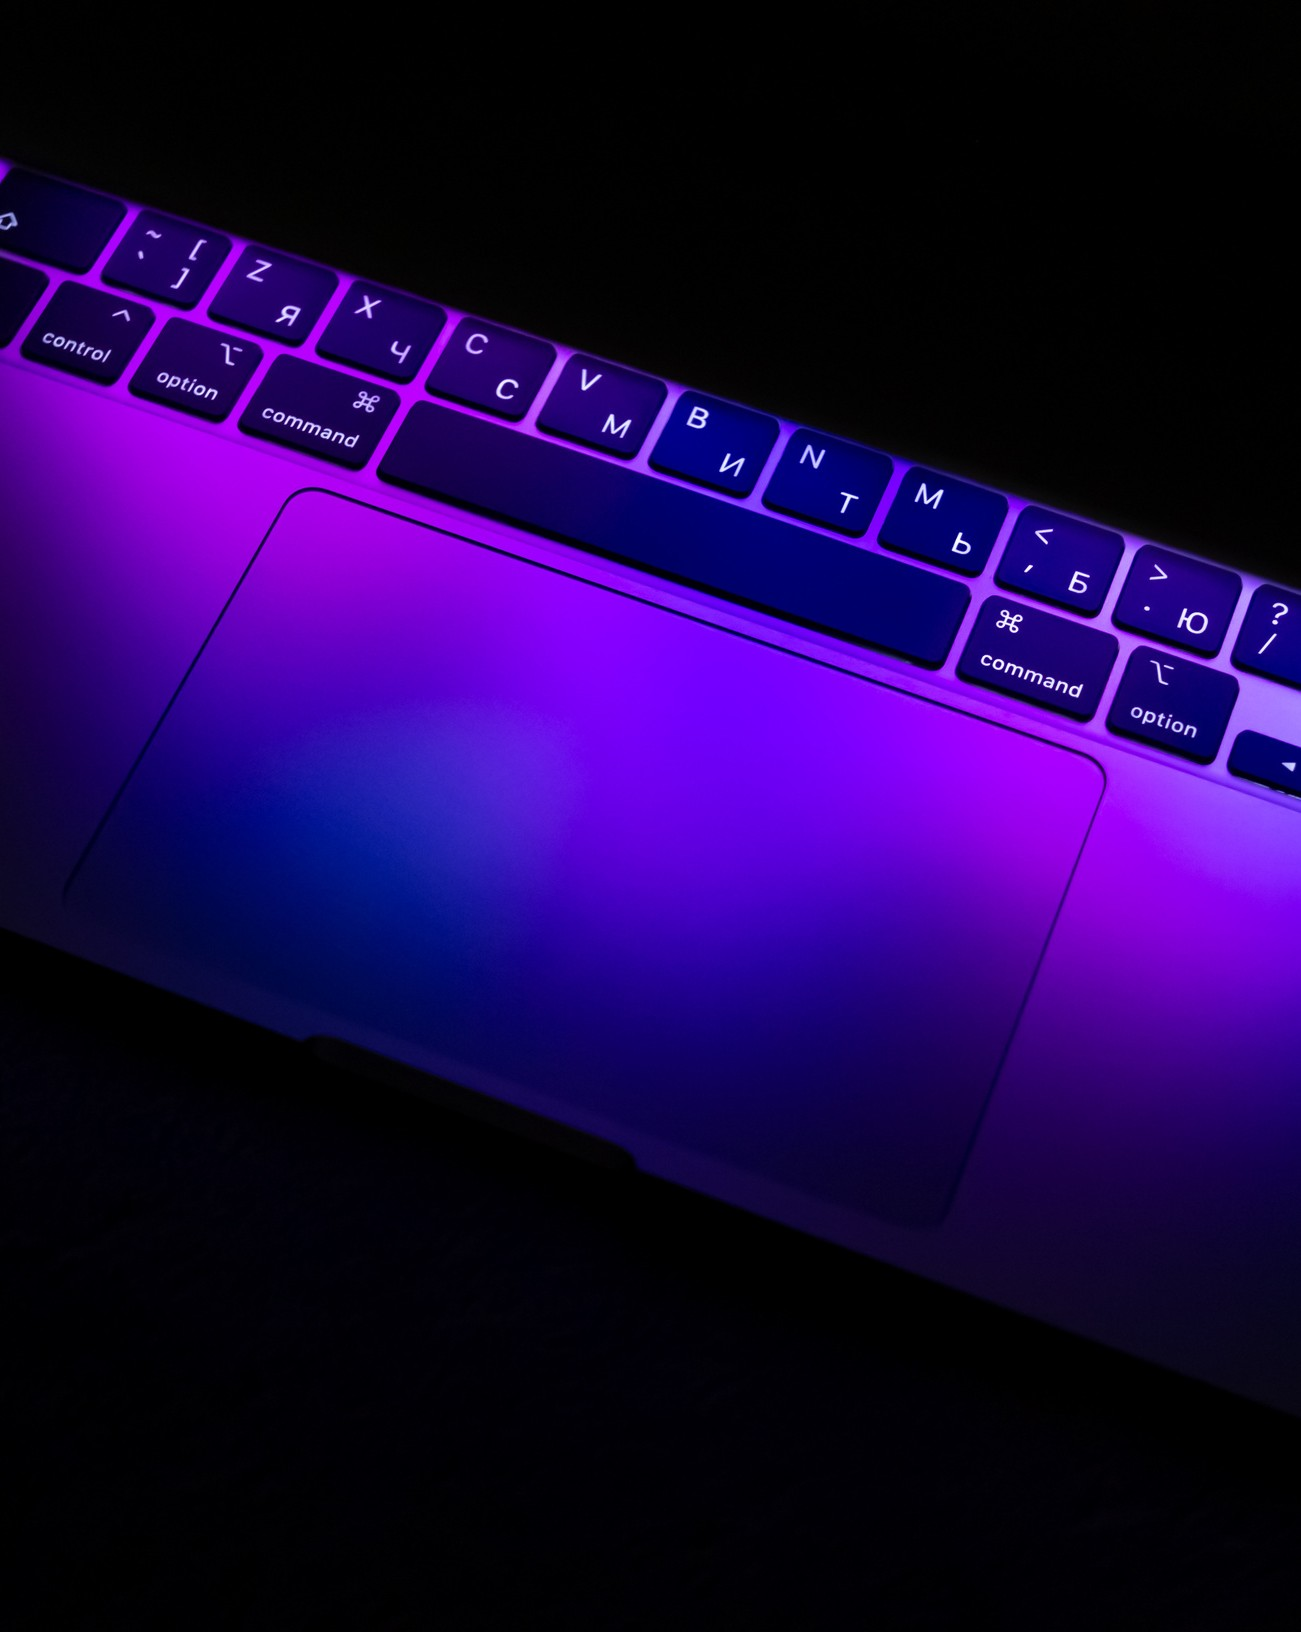 ⇧ ~ ` [ ] Z Я X Ч C С V М B И N Т M Ь < , Б > . Ю ? /
^ control ⌥ option ⌘ command ⌘ command ⌥ option ◀